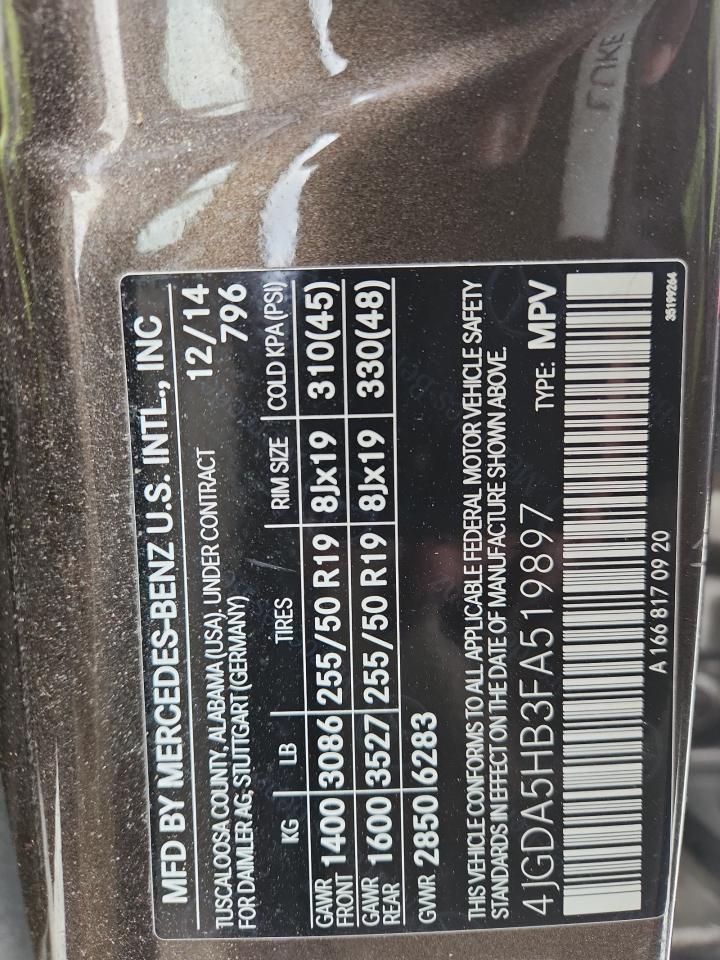 MFD BY MERCEDES-BENZ U.S. INTL., INC
TUSCALOOSA COUNTY, ALABAMA (USA), UNDER CONTRACT 12/14
FOR DAIMLER AG, STUTTGART (GERMANY) 796
KG LB TIRES RIM SIZE COLD KPA (PSI)
GAWR FRONT 1400 3086 255/50 R19 8Jx19 310(45)
GAWR REAR 1600 3527 255/50 R19 8Jx19 330(48)
GWR 2850 6283
THIS VEHICLE CONFORMS TO ALL APPLICABLE FEDERAL MOTOR VEHICLE SAFETY
STANDARDS IN EFFECT ON THE DATE OF MANUFACTURE SHOWN ABOVE.
4JGDA5HB3FA519897 TYPE: MPV
A 166 817 09 20 35199264